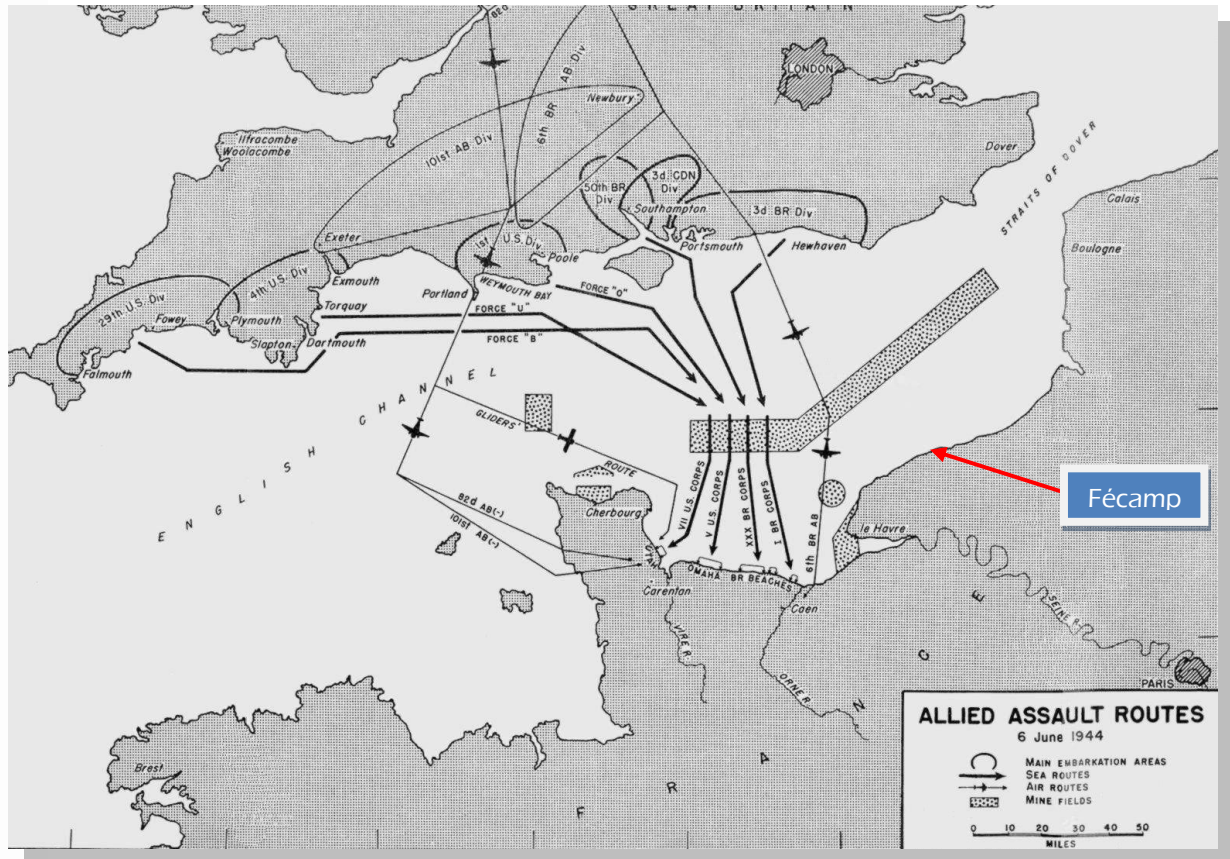 GREAT BRITAIN
82D
LONDON
6th BR AB Div
Newbury
101st AB Div
Ilfracombe
Woolacombe
Dover
STRAITS OF DOVER
Calais
Boulogne
50th BR
Div
3d. CDN
Div
Southampton
3d. BR Div
Portsmouth
Hewhaven
Exeter
Exmouth
1st U.S. Div
Poole
4th U.S. Div
29th U.S. Div
Fowey
Plymouth
Torquay
Slapton
Dartmouth
Falmouth
Portland
WEYMOUTH BAY
FORCE "O"
FORCE "U"
FORCE "B"
ENGLISH CHANNEL
GLIDERS'
ROUTE
82d AB(-)
101st AB(-)
Cherbourg
VII U.S. CORPS
V U.S. CORPS
XXX BR CORPS
I BR CORPS
6th BR AB
Fécamp
le Havre
UTAH
OMAHA
BR BEACHES
Carentan
Caen
VIRE R
ORNE R
SEINE R
PARIS
Brest
FRANCE
ALLIED ASSAULT ROUTES
6 June 1944
MAIN EMBARKATION AREAS
SEA ROUTES
AIR ROUTES
MINE FIELDS
0 10 20 30 40 50
MILES